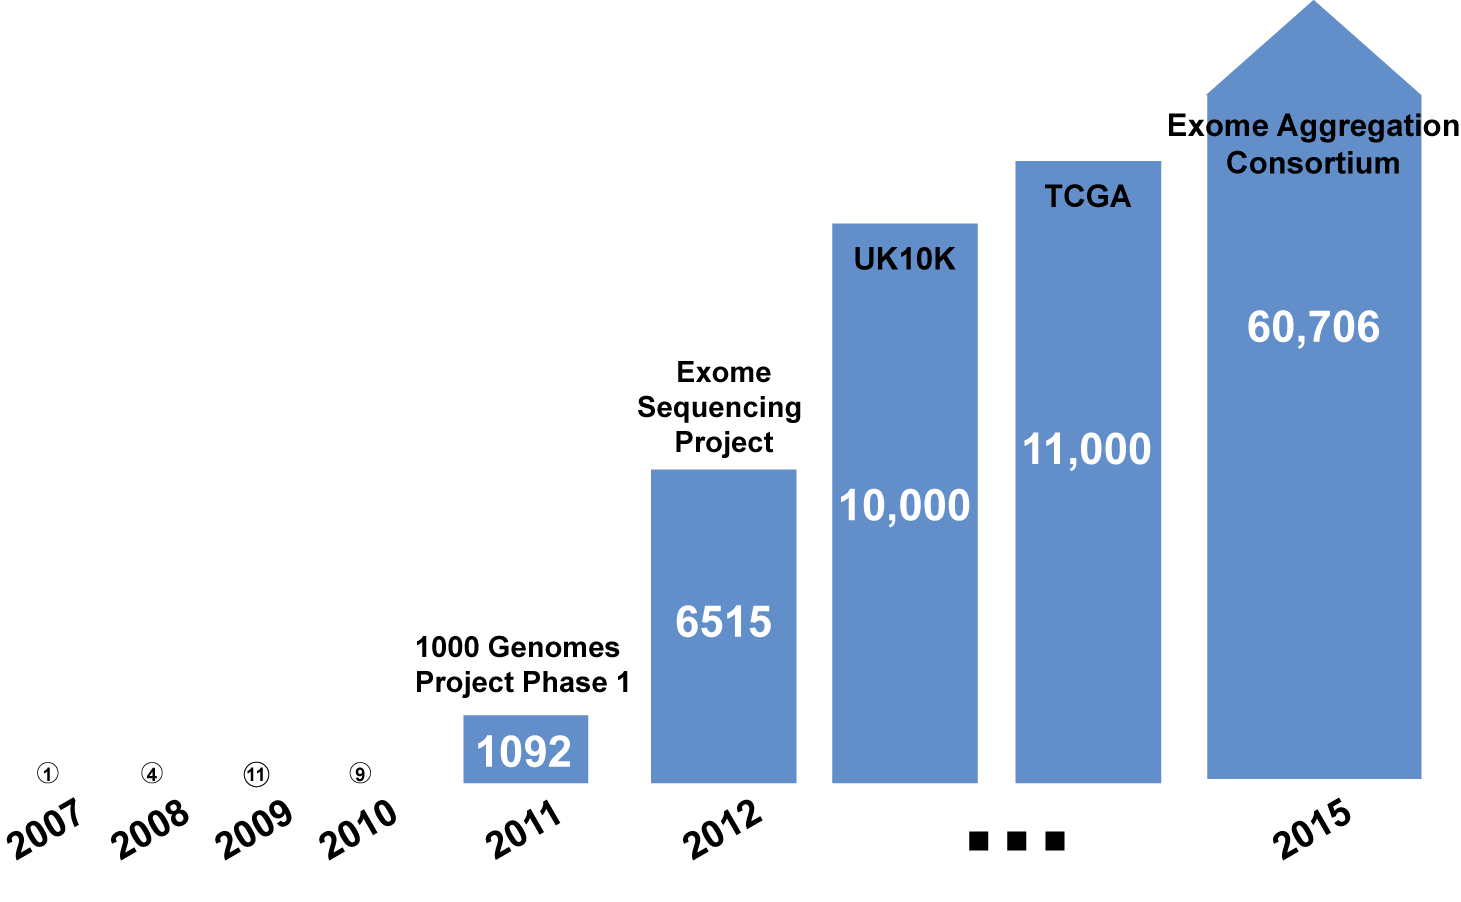 Exome Aggregation
Consortium
60,706
TCGA
11,000
UK10K
10,000
Exome
Sequencing
Project
6515
1000 Genomes
Project Phase 1
1092
1
4
11
9
2007
2008
2009
2010
2011
2012
2015